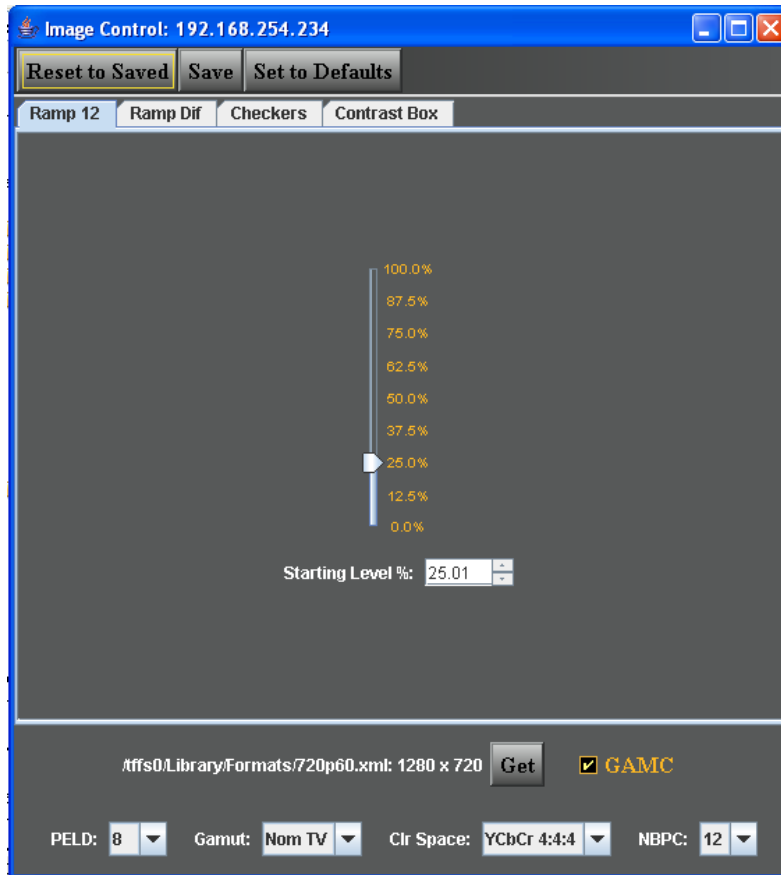 Image Control: 192.168.254.234
Reset to Saved Save Set to Defaults
Ramp 12 Ramp Dif Checkers Contrast Box
100.0%
87.5%
75.0%
62.5%
50.0%
37.5%
25.0%
12.5%
0.0%
Starting Level %: 25.01
/tffs0/Library/Formats/720p60.xml: 1280 x 720 Get GAMC
PELD: 8 Gamut: Nom TV Clr Space: YCbCr 4:4:4 NBPC: 12